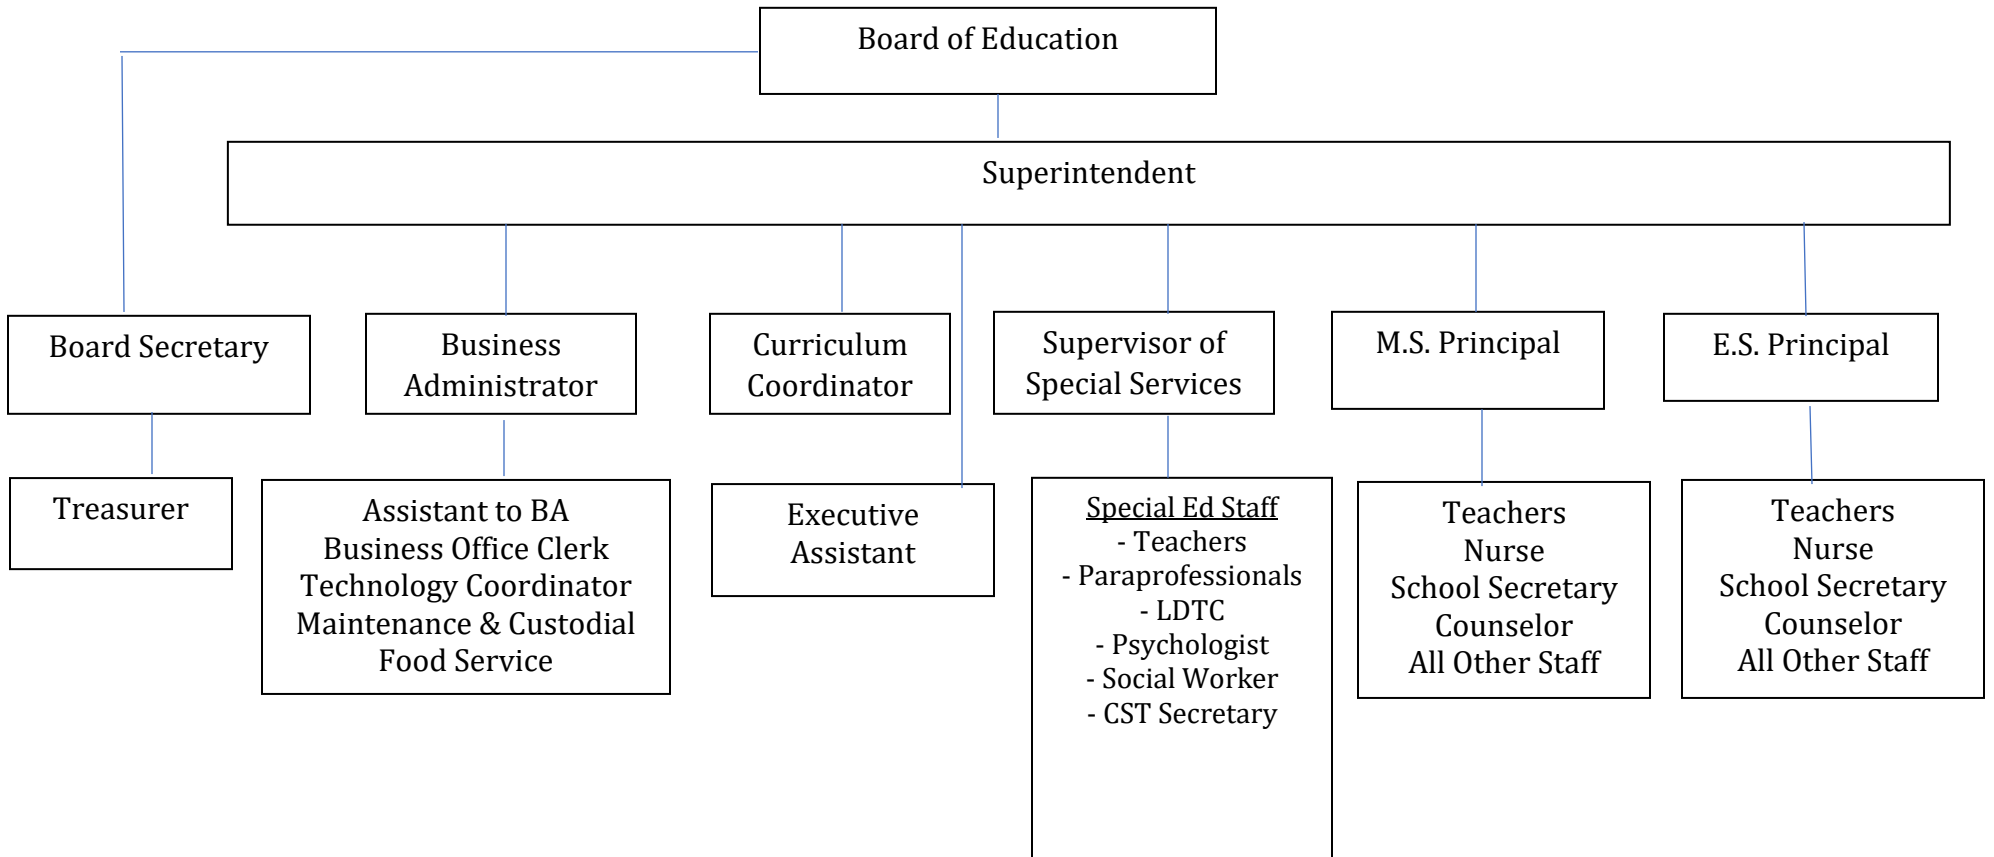 Board of Education
Superintendent
Board Secretary
Business
Administrator
Curriculum
Coordinator
Supervisor of
Special Services
M.S. Principal
E.S. Principal
Treasurer
Assistant to BA
Business Office Clerk
Technology Coordinator
Maintenance & Custodial
Food Service
Executive
Assistant
Special Ed Staff
- Teachers
- Paraprofessionals
- LDTC
- Psychologist
- Social Worker
- CST Secretary
Teachers
Nurse
School Secretary
Counselor
All Other Staff
Teachers
Nurse
School Secretary
Counselor
All Other Staff